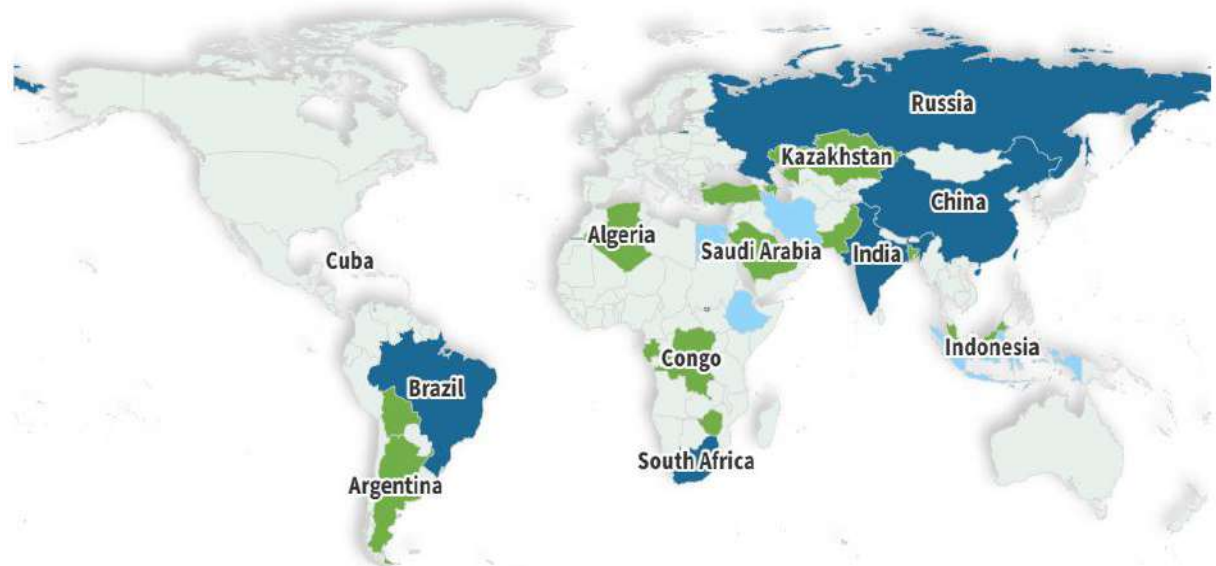 Russia
Kazakhstan
China
Algeria
Saudi Arabia
India
Cuba
Indonesia
Congo
Brazil
South Africa
Argentina